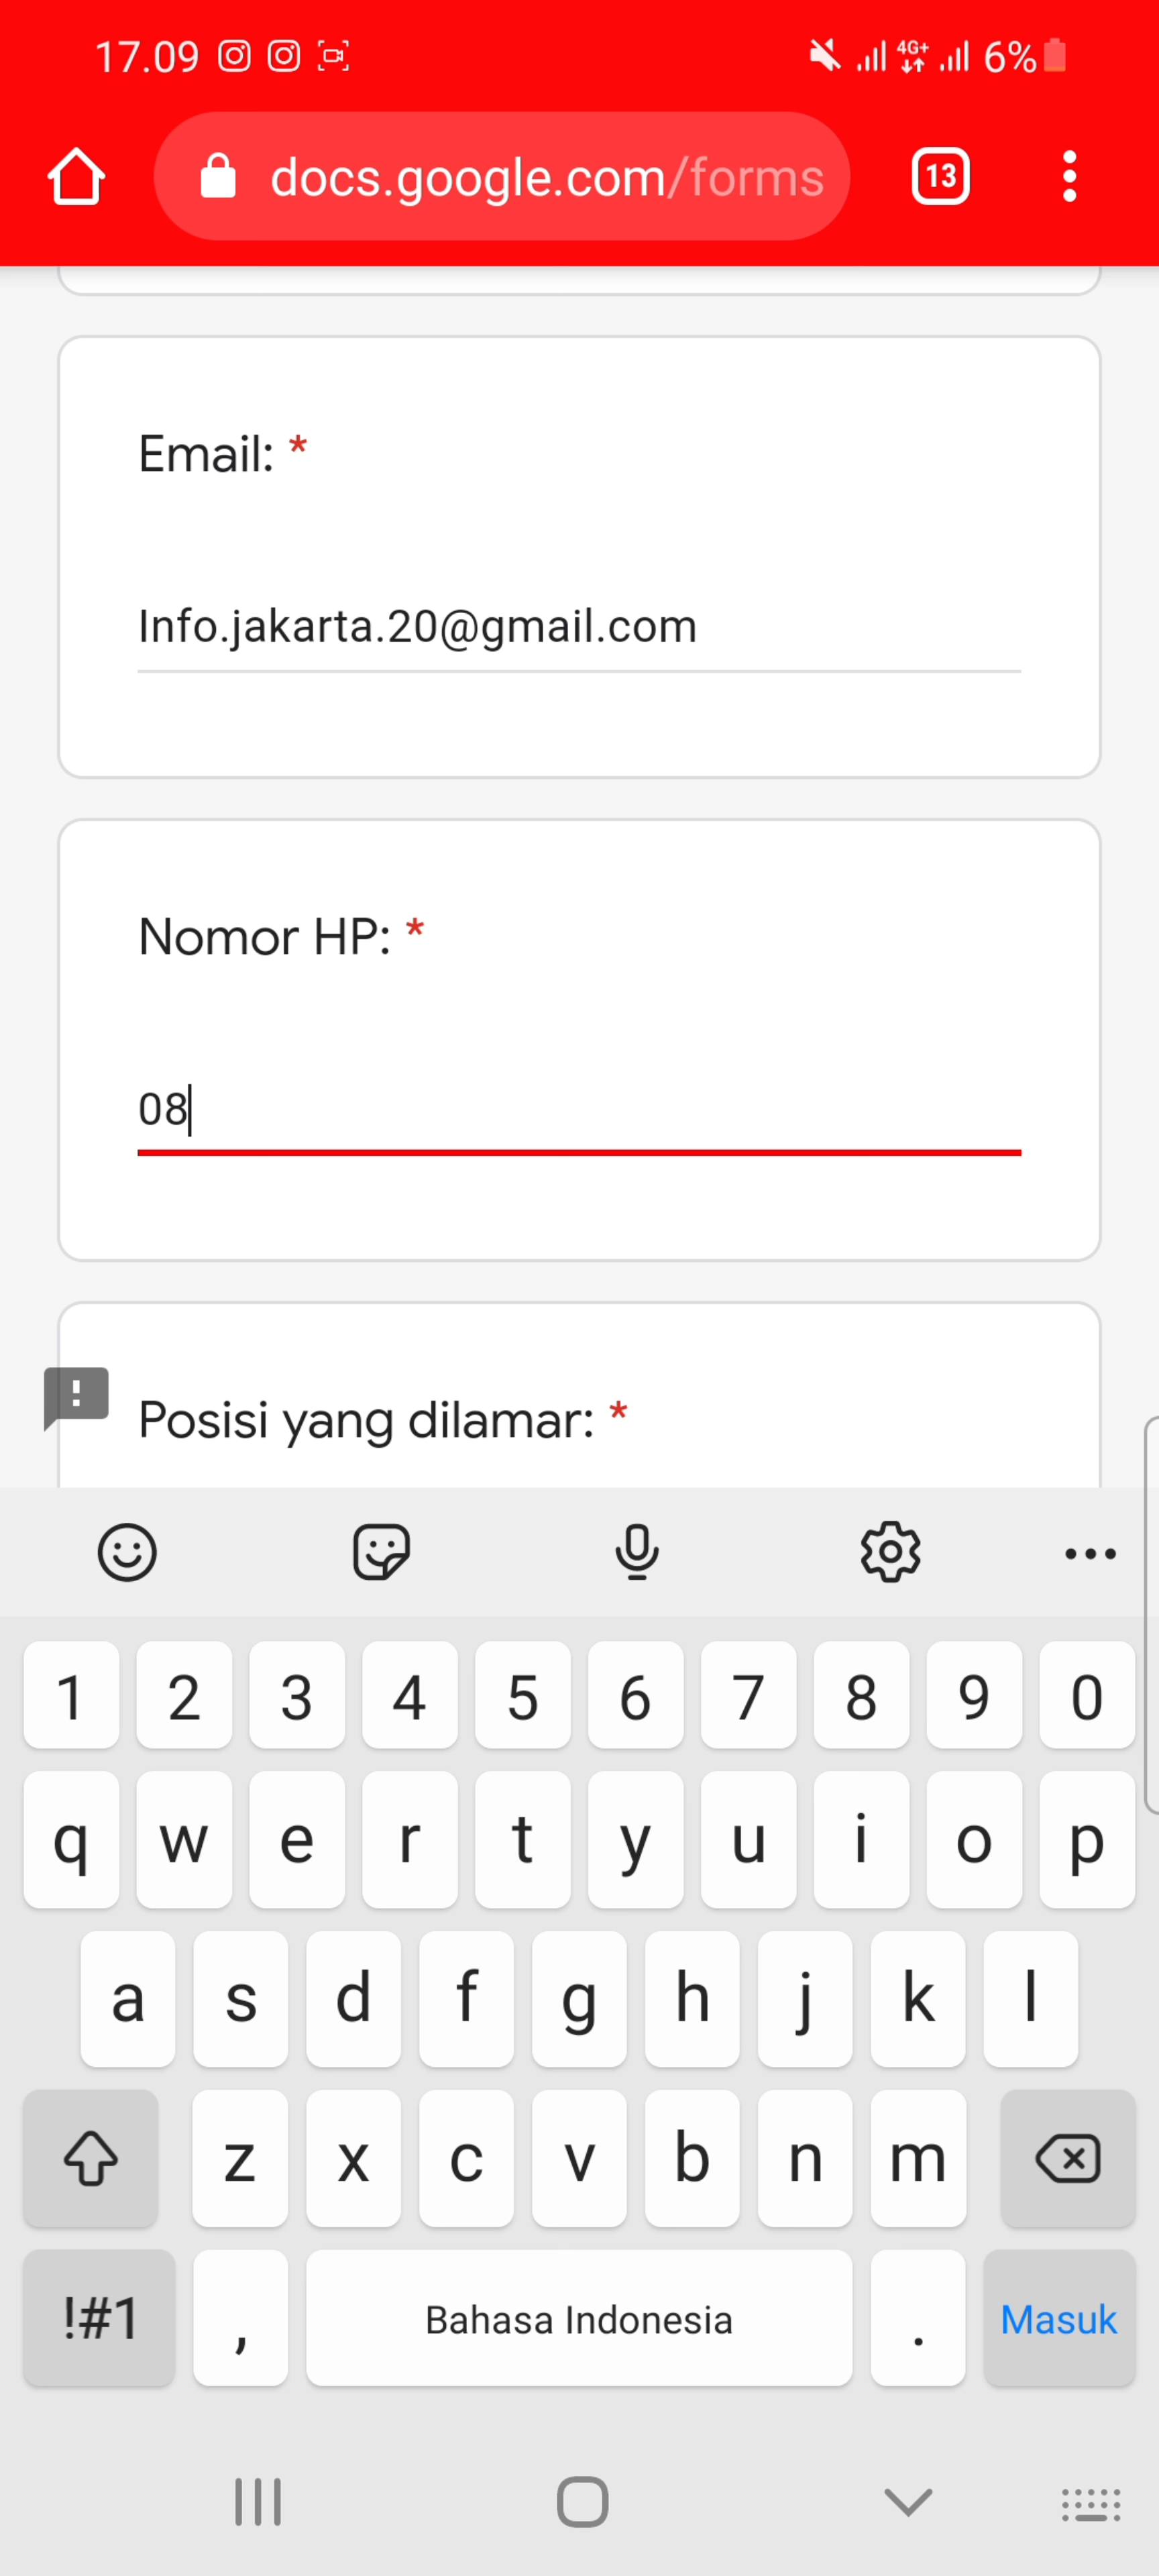 17.09 4G+ 6%
docs.google.com/forms 13
Email: *
Info.jakarta.20@gmail.com
Nomor HP: *
08
!
Posisi yang dilamar: *
1 2 3 4 5 6 7 8 9 0
q w e r t y u i o p
a s d f g h j k l
z x c v b n m
!#1 , Bahasa Indonesia . Masuk